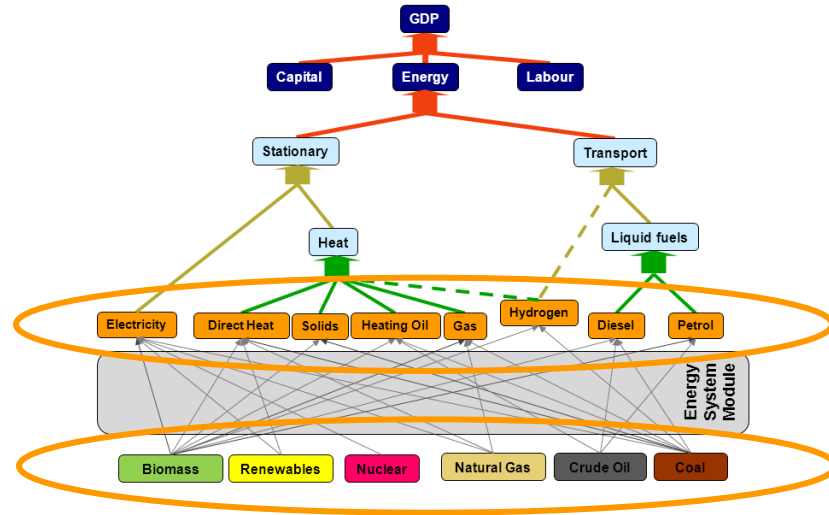 GDP
Capital
Energy
Labour
Stationary
Transport
Heat
Liquid fuels
Electricity
Direct Heat
Solids
Heating Oil
Gas
Hydrogen
Diesel
Petrol
Energy
System
Module
Biomass
Renewables
Nuclear
Natural Gas
Crude Oil
Coal